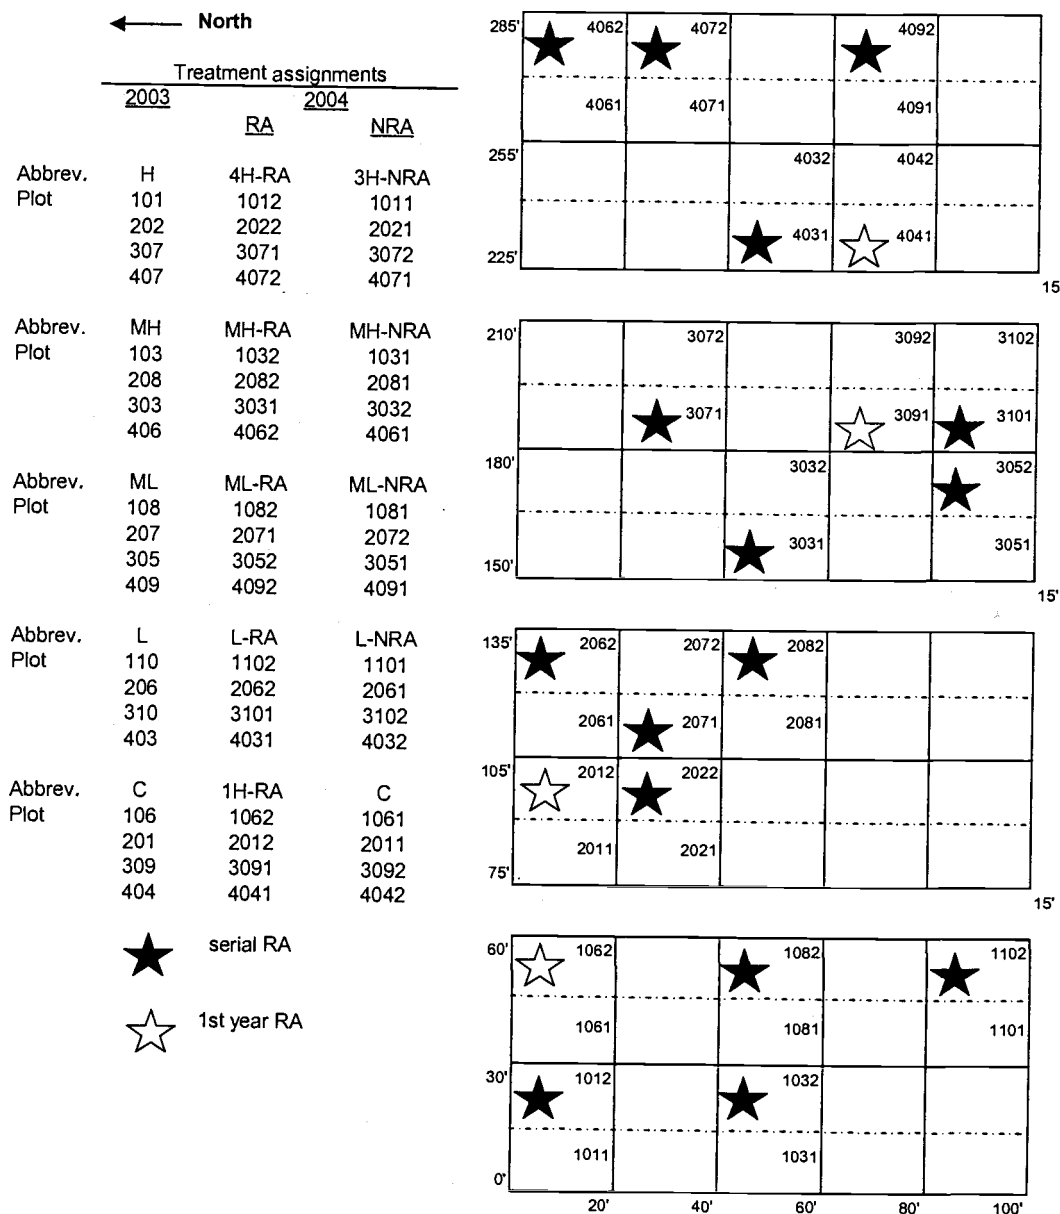 North
Treatment assignments
2003 2004
RA NRA
Abbrev. H 4H-RA 3H-NRA
Plot 101 1012 1011
202 2022 2021
307 3071 3072
407 4072 4071
Abbrev. MH MH-RA MH-NRA
Plot 103 1032 1031
208 2082 2081
303 3031 3032
406 4062 4061
Abbrev. ML ML-RA ML-NRA
Plot 108 1082 1081
207 2071 2072
305 3052 3051
409 4092 4091
Abbrev. L L-RA L-NRA
Plot 110 1102 1101
206 2062 2061
310 3101 3102
403 4031 4032
Abbrev. C 1H-RA C
Plot 106 1062 1061
201 2012 2011
309 3091 3092
404 4041 4042
serial RA
1st year RA
285' 4062 4072 4092
4061 4071 4091
255' 4032 4042
4031 4041
225'
15
210' 3072 3092 3102
3071 3091 3101
180' 3032 3052
3031 3051
150'
15'
135' 2062 2072 2082
2061 2071 2081
105' 2012 2022
2011 2021
75'
15'
60' 1062 1082 1102
1061 1081 1101
30' 1012 1032
1011 1031
0'
20' 40' 60' 80' 100'